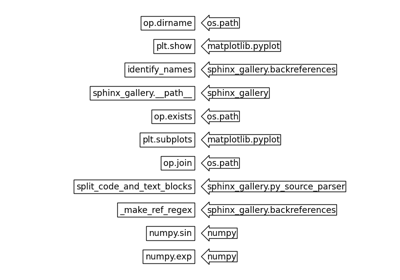 op.dirname os.path
plt.show matplotlib.pyplot
identify_names sphinx_gallery.backreferences
sphinx_gallery.__path__ sphinx_gallery
op.exists os.path
plt.subplots matplotlib.pyplot
op.join os.path
split_code_and_text_blocks sphinx_gallery.py_source_parser
_make_ref_regex sphinx_gallery.backreferences
numpy.sin numpy
numpy.exp numpy